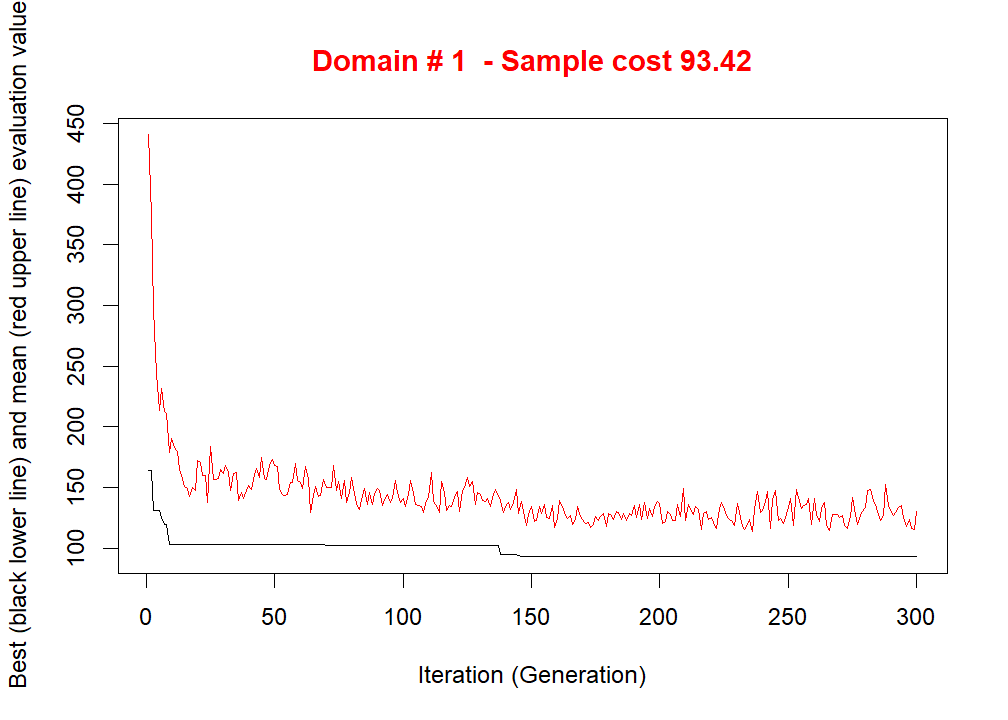 Domain # 1  - Sample cost 93.42
Best (black lower line) and mean (red upper line) evaluation value
450
400
350
300
250
200
150
100
0 50 100 150 200 250 300
Iteration (Generation)